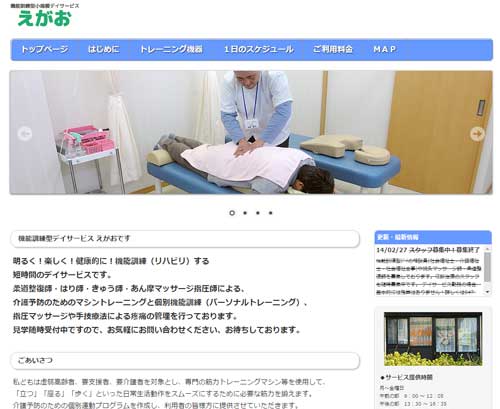 機能訓練型小規模デイサービス
えがお
トップページ
はじめに
トレーニング機器
１日のスケジュール
ご利用料金
ＭＡＰ
機能訓練型デイサービス えがおです
明るく！楽しく！健康的に！機能訓練（リハビリ）する
短時間のデイサービスです。
柔道整復師・はり師・きゅう師・あん摩マッサージ指圧師による、
介護予防のためのマシントレーニングと個別機能訓練（パーソナルトレーニング）、
指圧マッサージや手技療法による疼痛の管理を行っております。
見学随時受付中ですので、お気軽にお問い合わせください、お待ちしております。
ごあいさつ
私どもは虚弱高齢者、要支援者、要介護者を対象とし、専門の筋力トレーニングマシン等を使用して、
「立つ」「座る」「歩く」といった日常生活動作をスムーズにするために必要な筋力を鍛えます。
介護予防のための個別運動プログラムを作成し、利用者の皆様方に提供させていただきます。
更新・最新情報
14/02/27 スタッフ募集中！募集終了
◆サービス提供時間
月～金曜日
午前の部 9：00 ～ 12：05
午後の部 13：30 ～ 16：35